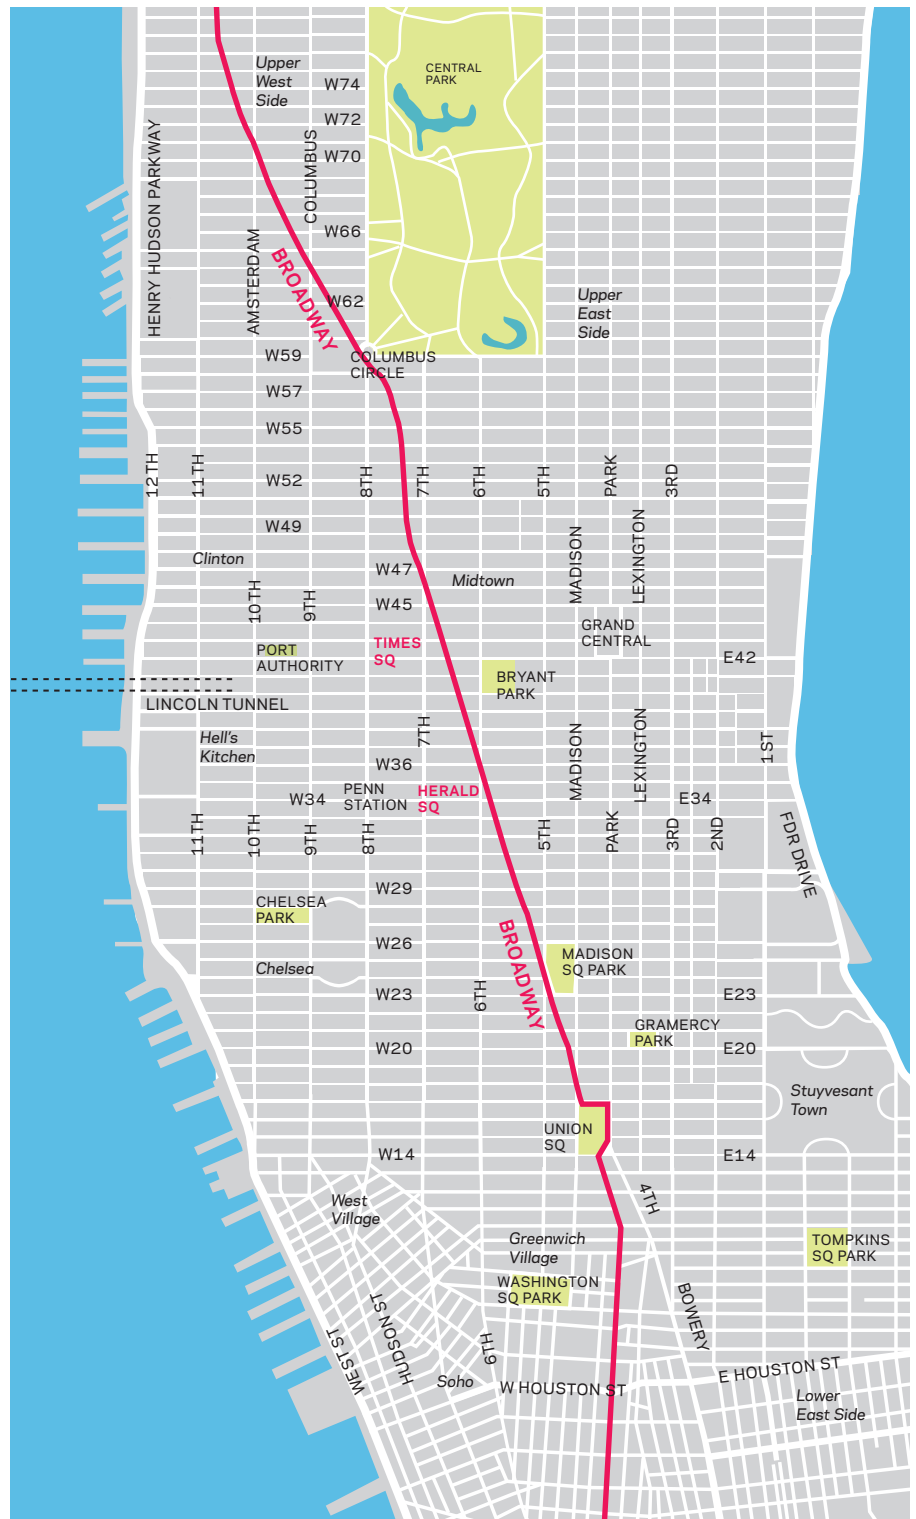 CENTRAL
PARK
Upper
West
Side
W74
W72
W70
HENRY HUDSON PARKWAY
COLUMBUS
W66
AMSTERDAM
BROADWAY
W62
Upper
East
Side
W59
COLUMBUS
CIRCLE
W57
W55
12TH
11TH
W52
8TH
7TH
6TH
5TH
PARK
3RD
W49
MADISON
LEXINGTON
Clinton
W47
Midtown
10TH
9TH
W45
GRAND
CENTRAL
TIMES
SQ
PORT
AUTHORITY
E42
BRYANT
PARK
LINCOLN TUNNEL
Hell's
Kitchen
7TH
MADISON
LEXINGTON
1ST
W36
W34
PENN
STATION
HERALD
SQ
E34
11TH
10TH
9TH
8TH
5TH
PARK
3RD
2ND
FDR DRIVE
W29
CHELSEA
PARK
W26
BROADWAY
MADISON
SQ PARK
Chelsea
W23
6TH
E23
GRAMERCY
PARK
W20
E20
Stuyvesant
Town
UNION
SQ
W14
E14
West
Village
4TH
Greenwich
Village
TOMPKINS
SQ PARK
WASHINGTON
SQ PARK
BOWERY
HUDSON ST
WEST ST
6TH
Soho
W HOUSTON ST
E HOUSTON ST
Lower
East Side